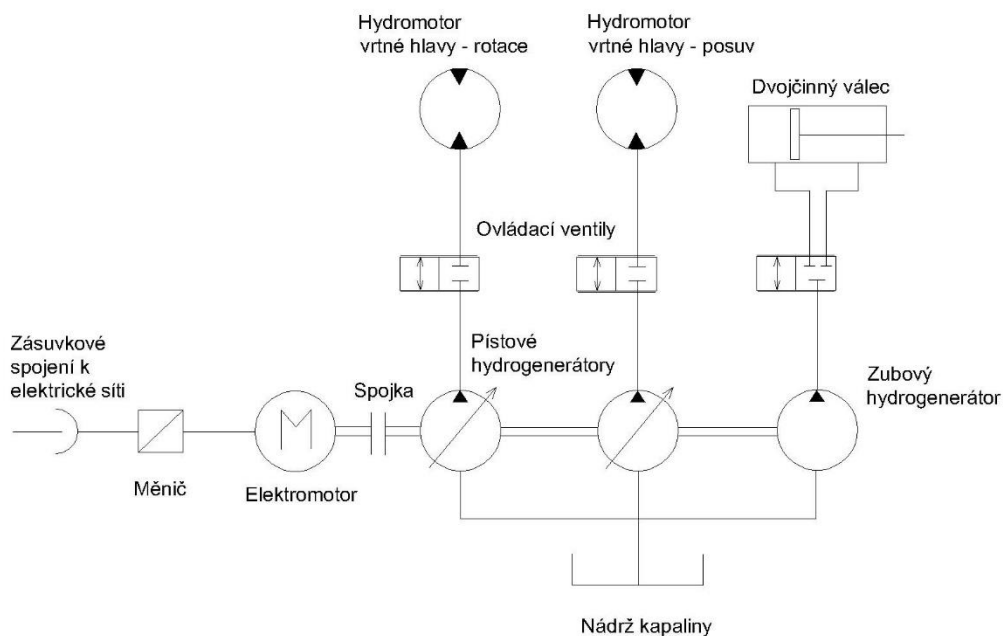 Hydromotor
vrtné hlavy - rotace
Hydromotor
vrtné hlavy - posuv
Dvojčinný válec
Ovládací ventily
Zásuvkové
spojení k
elektrické síti
Měnič
M
Elektromotor
Spojka
Pístové
hydrogenerátory
Zubový
hydrogenerátor
Nádrž kapaliny